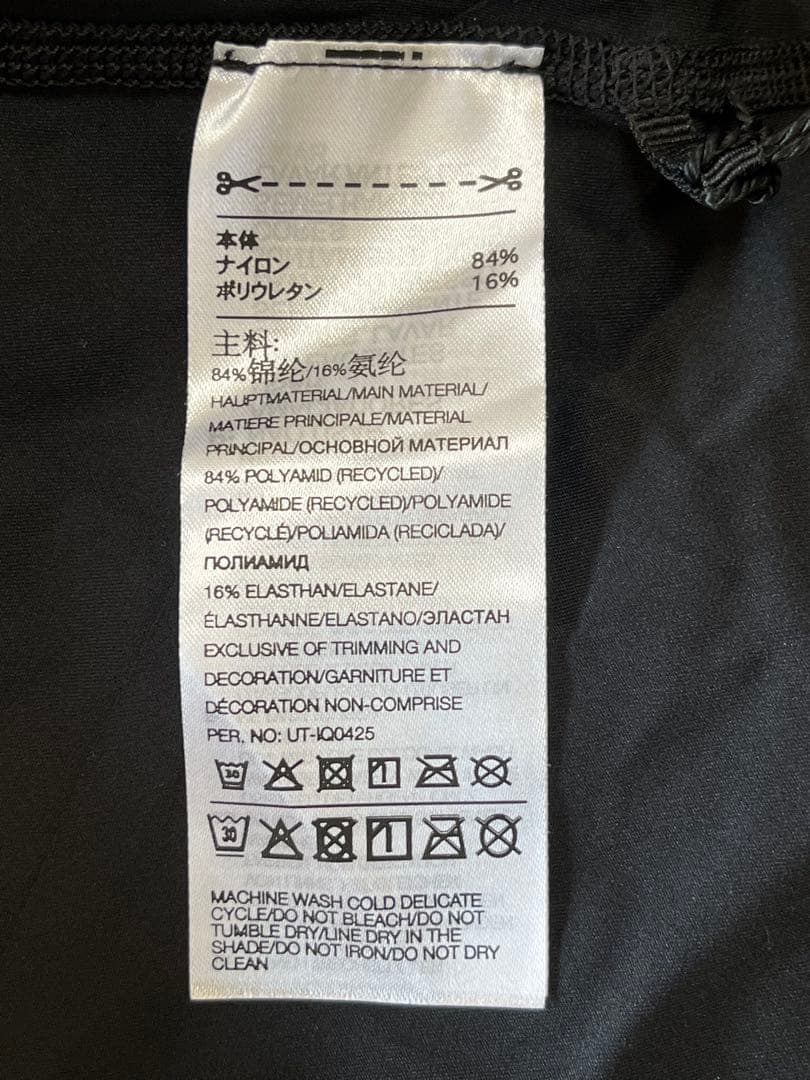 本体
ナイロン 84%
ポリウレタン 16%
主料:
84%锦纶/16%氨纶
HAUPTMATERIAL/MAIN MATERIAL/
MATIERE PRINCIPALE/MATERIAL
PRINCIPAL/ОСНОВНОЙ МАТЕРИАЛ
84% POLYAMID (RECYCLED)/
POLYAMIDE (RECYCLED)/POLYAMIDE
(RECYCLÉ)/POLIAMIDA (RECICLADA)/
ПОЛИАМИД
16% ELASTHAN/ELASTANE/
ÉLASTHANNE/ELASTANO/ЭЛАСТАН
EXCLUSIVE OF TRIMMING AND
DECORATION/GARNITURE ET
DÉCORATION NON-COMPRISE
PER. NO: UT-IQ0425
30
30
MACHINE WASH COLD DELICATE
CYCLE/DO NOT BLEACH/DO NOT
TUMBLE DRY/LINE DRY IN THE
SHADE/DO NOT IRON/DO NOT DRY
CLEAN